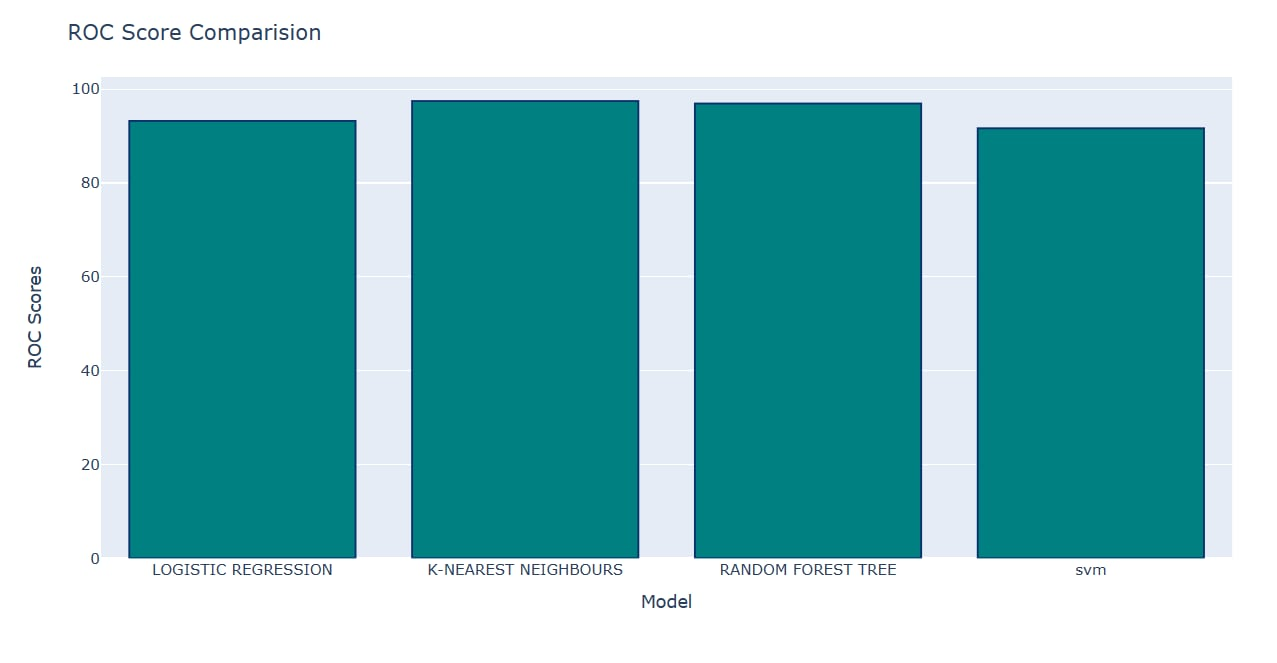 ROC Score Comparision
100
80
60
40
20
0
ROC Scores
LOGISTIC REGRESSION
K-NEAREST NEIGHBOURS
RANDOM FOREST TREE
svm
Model